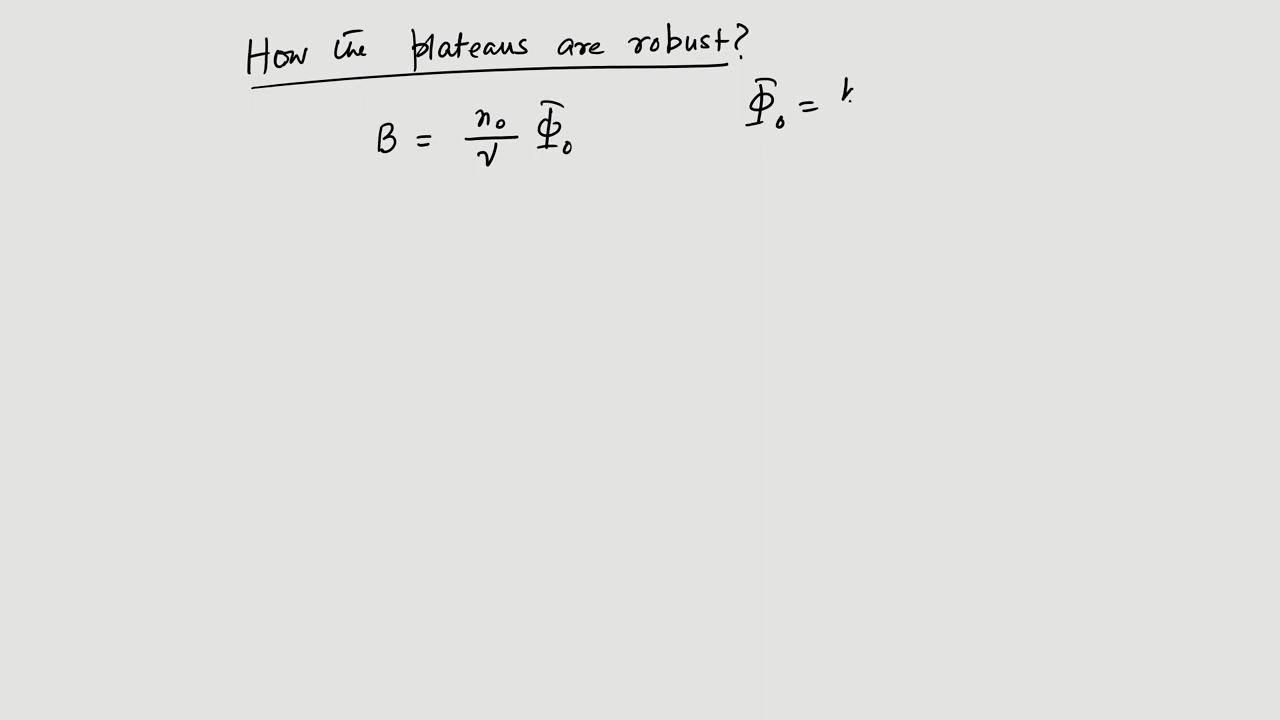 How the plateaus are robust?
B = n₀/ν Φ₀
Φ₀ =